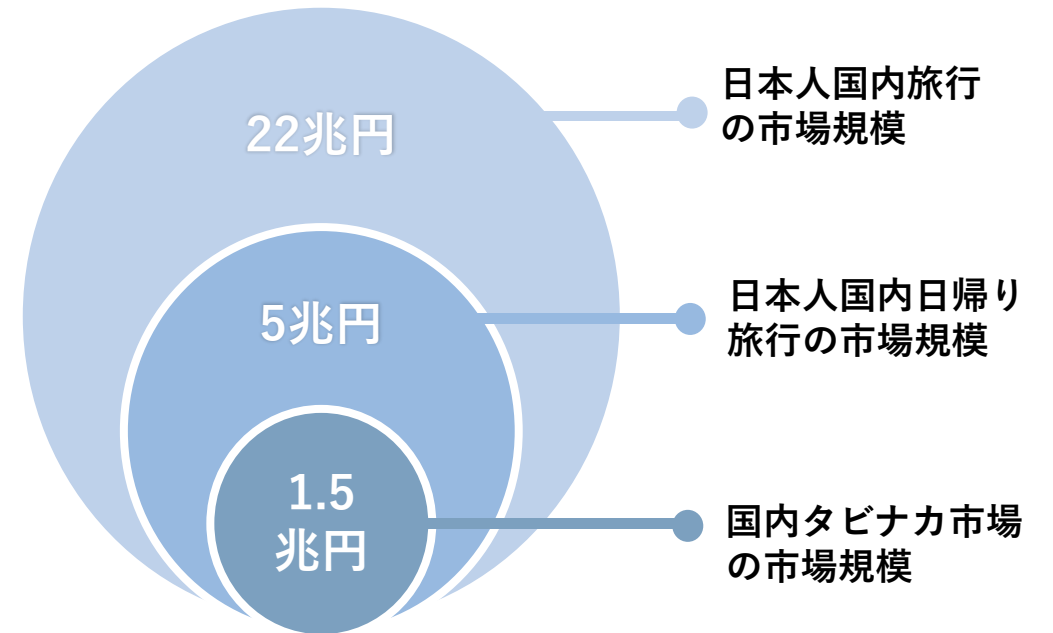 22兆円
日本人国内旅行
の市場規模
5兆円
日本人国内日帰り
旅行の市場規模
1.5
兆円
国内タビナカ市場
の市場規模